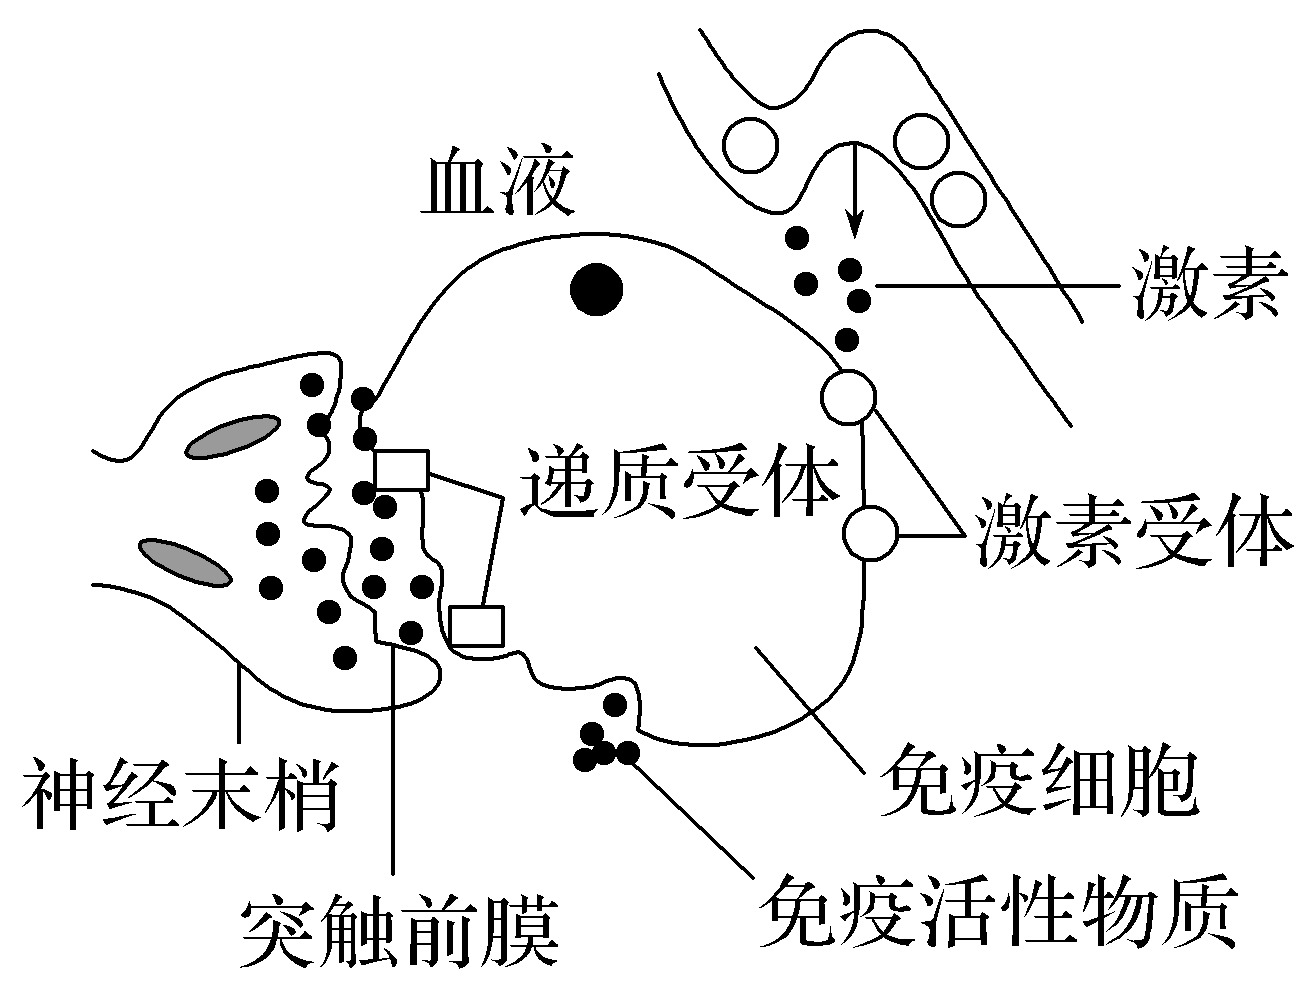 血液
激素
递质受体
激素受体
神经末梢
免疫细胞
突触前膜
免疫活性物质